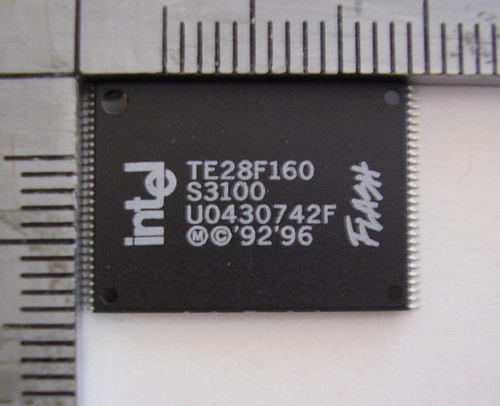 intel
TE28F160
S3100
U0430742F
Ⓜ©'92'96
FLASH